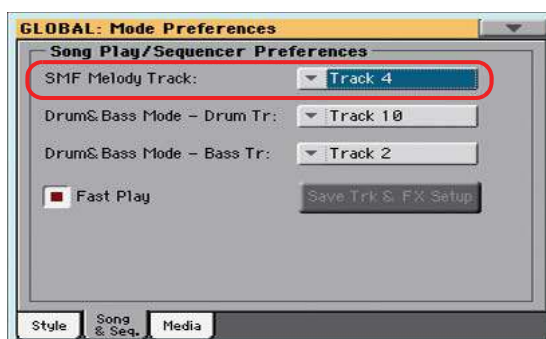 GLOBAL: Mode Preferences
Song Play/Sequencer Preferences
SMF Melody Track: Track 4
Drum& Bass Mode - Drum Tr: Track 10
Drum& Bass Mode - Bass Tr: Track 2
Fast Play Save Trk & FX Setup
Style Song & Seq. Media